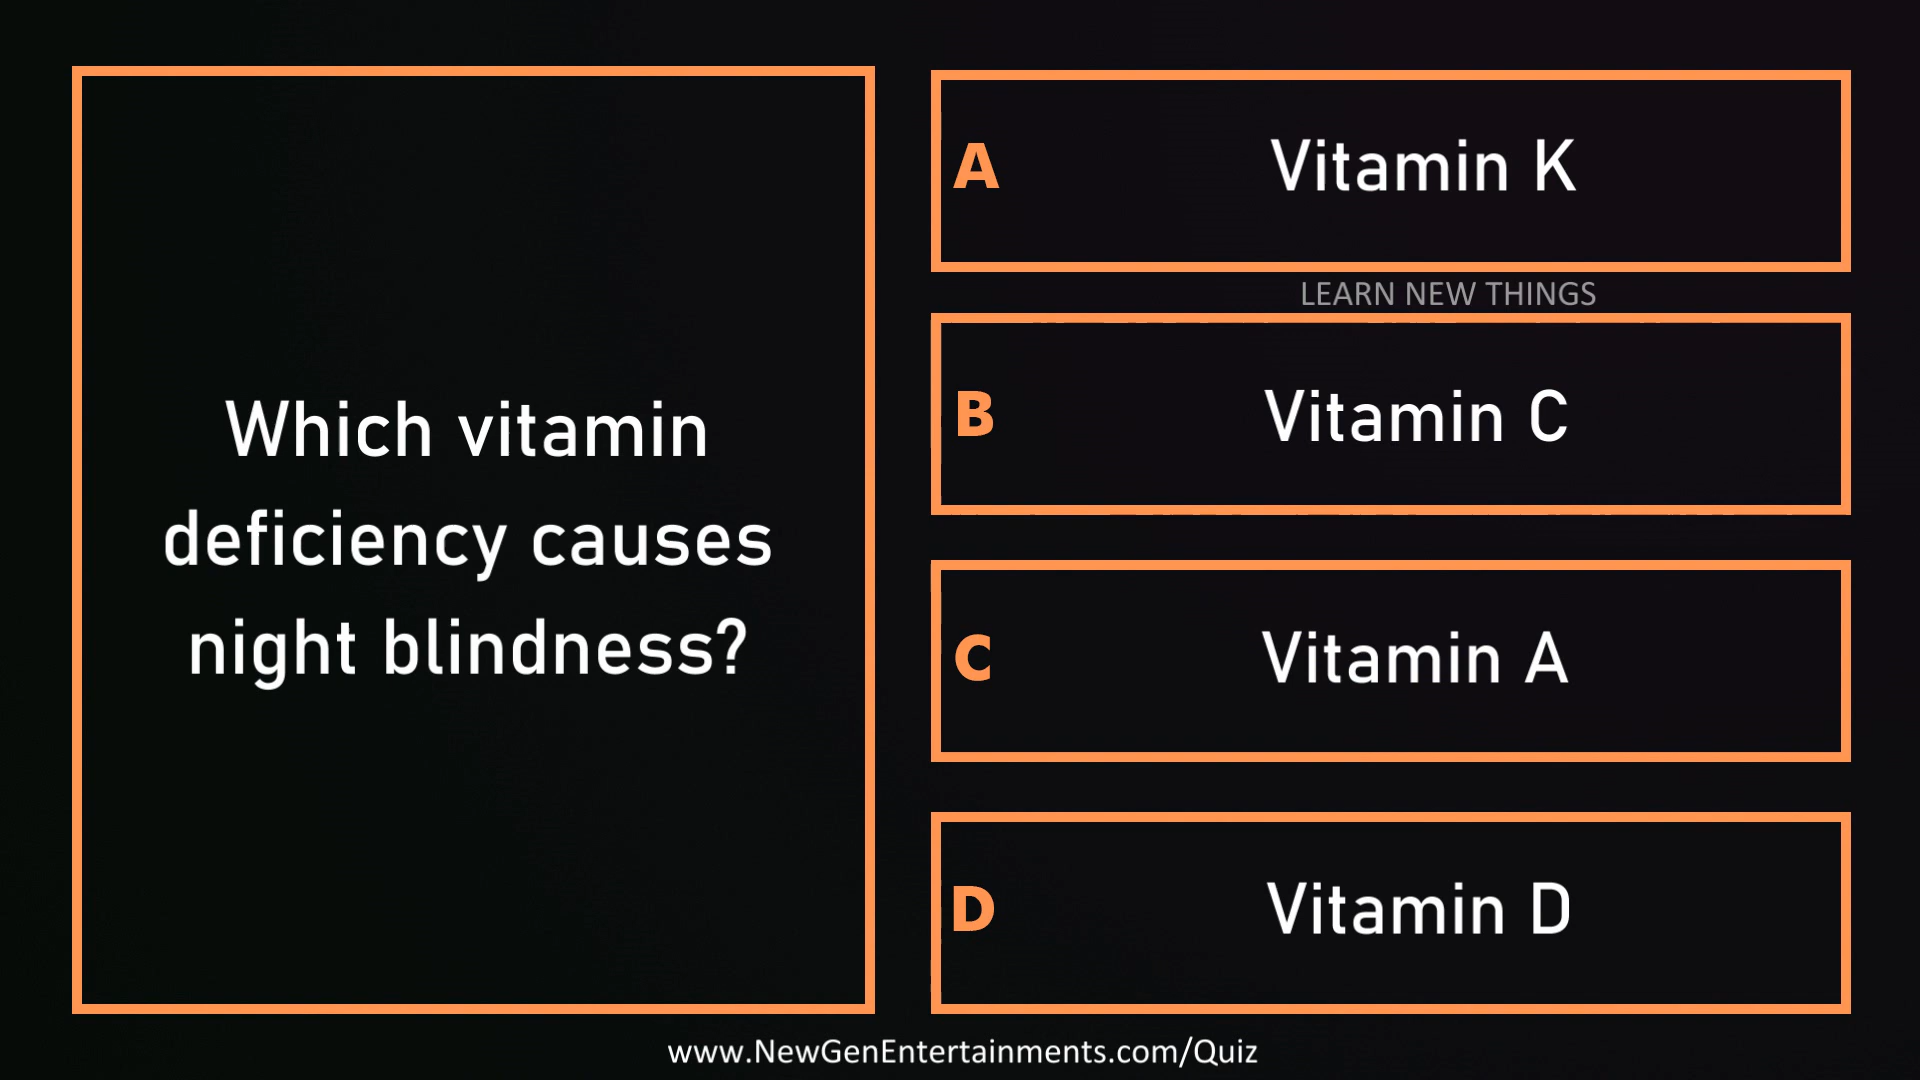 Which vitamin
deficiency causes
night blindness?
A Vitamin K
LEARN NEW THINGS
B Vitamin C
C Vitamin A
D Vitamin D
www.NewGenEntertainments.com/Quiz